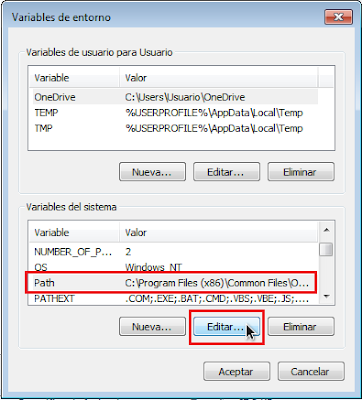 Variables de entorno
Variables de usuario para Usuario
Variable Valor
OneDrive C:\Users\Usuario\OneDrive
TEMP %USERPROFILE%\AppData\Local\Temp
TMP %USERPROFILE%\AppData\Local\Temp
Nueva... Editar... Eliminar
Variables del sistema
Variable Valor
NUMBER_OF_P... 2
OS Windows_NT
Path C:\Program Files (x86)\Common Files\O...
PATHEXT .COM;.EXE;.BAT;.CMD;.VBS;.VBE;.JS;....
Nueva... Editar... Eliminar
Aceptar Cancelar